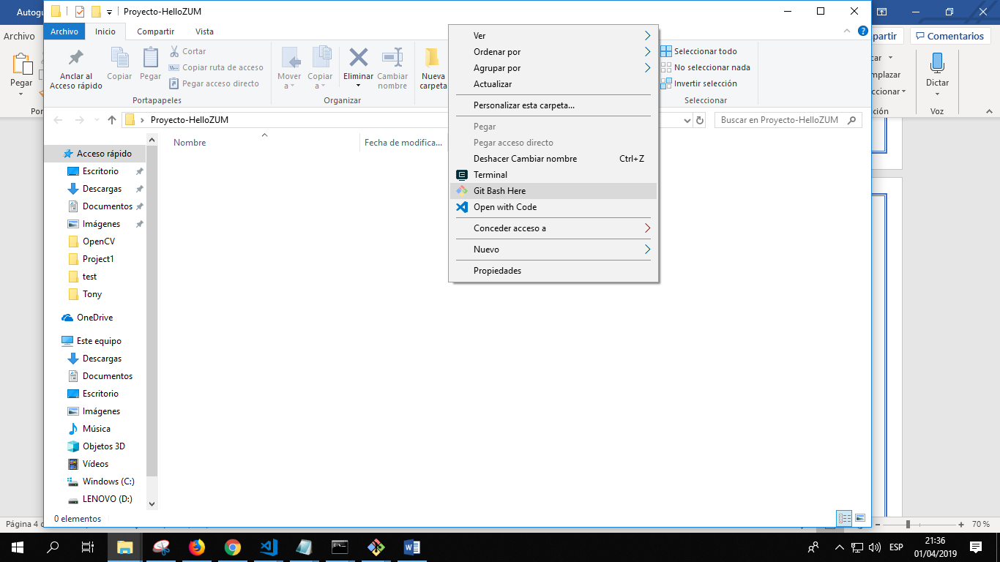 Autogu
Proyecto-HelloZUM
Archivo
Archivo
Inicio
Compartir
Vista
partir
Comentarios
Pegar
Anclar al
Acceso rápido
Copiar
Pegar
Cortar
Copiar ruta de acceso
Pegar acceso directo
Portapapeles
Mover
a
Copiar
a
Eliminar
Cambiar
nombre
Organizar
Nueva
carpeta
Seleccionar todo
No seleccionar nada
Invertir selección
Seleccionar
car
mplazar
ccionar
ción
Dictar
Voz
Por
Proyecto-HelloZUM
Buscar en Proyecto-HelloZUM
Nombre
Fecha de modifica...
Ver
Ordenar por
Agrupar por
Actualizar
Personalizar esta carpeta...
Pegar
Pegar acceso directo
Deshacer Cambiar nombre Ctrl+Z
Terminal
Git Bash Here
Open with Code
Conceder acceso a
Nuevo
Propiedades
Acceso rápido
Escritorio
Descargas
Documentos
Imágenes
OpenCV
Project1
test
Tony
OneDrive
Este equipo
Descargas
Documentos
Escritorio
Imágenes
Música
Objetos 3D
Vídeos
Windows (C:)
LENOVO (D:)
0 elementos
Página 4 d
70 %
ESP
21:36
01/04/2019